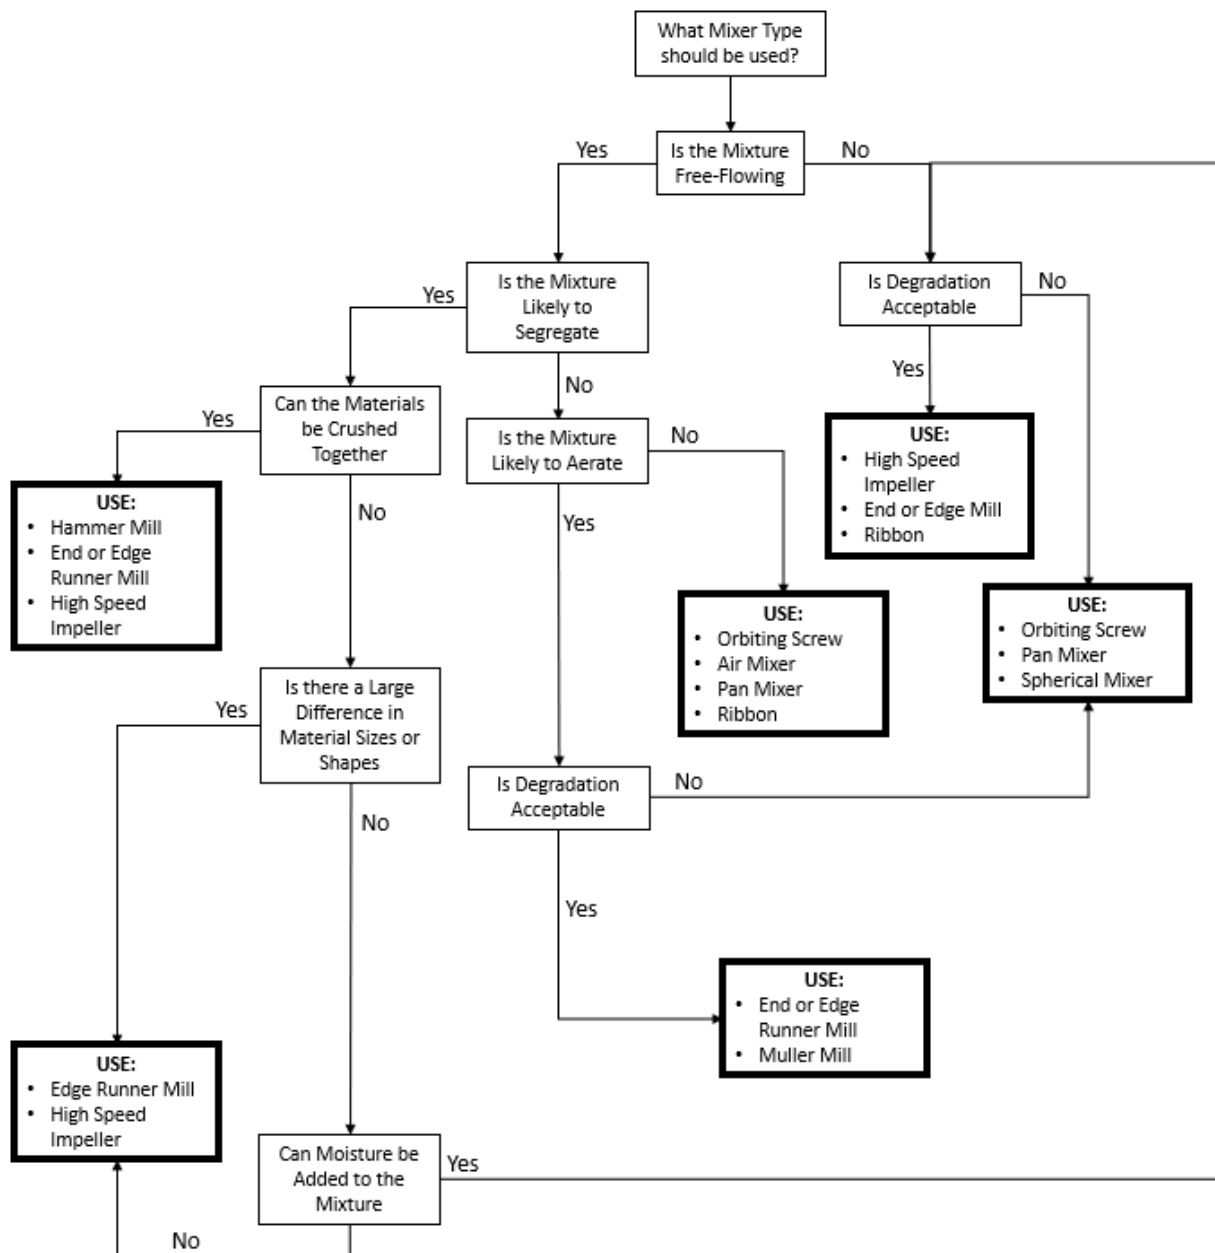 What Mixer Type
should be used?
Yes
Is the Mixture
Free-Flowing
No
Is the Mixture
Likely to
Segregate
Yes
No
Is Degradation
Acceptable
No
Yes
Can the Materials
be Crushed
Together
Yes
No
Is the Mixture
Likely to Aerate
No
Yes
USE:
• High Speed
Impeller
• End or Edge Mill
• Ribbon
USE:
• Hammer Mill
• End or Edge
Runner Mill
• High Speed
Impeller
USE:
• Orbiting Screw
• Air Mixer
• Pan Mixer
• Ribbon
USE:
• Orbiting Screw
• Pan Mixer
• Spherical Mixer
Is there a Large
Difference in
Material Sizes or
Shapes
Yes
No
Is Degradation
Acceptable
No
Yes
USE:
• End or Edge
Runner Mill
• Muller Mill
USE:
• Edge Runner Mill
• High Speed
Impeller
Can Moisture be
Added to the
Mixture
Yes
No